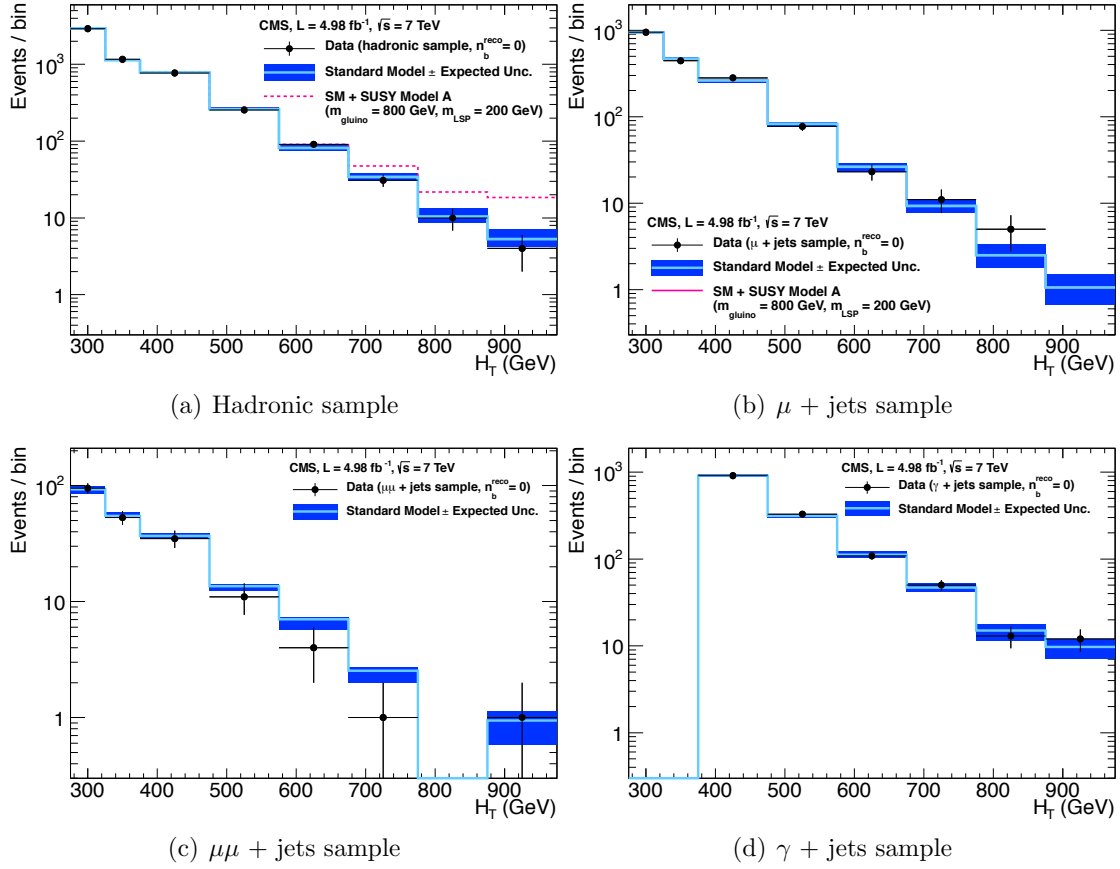 CMS, L = 4.98 fb⁻¹, √s = 7 TeV
Data (hadronic sample, n_b^reco = 0)
Standard Model ± Expected Unc.
SM + SUSY Model A
(m_gluino = 800 GeV, m_LSP = 200 GeV)
Events / bin
10³
10²
10
1
300 400 500 600 700 800 900
H_T (GeV)
(a) Hadronic sample
CMS, L = 4.98 fb⁻¹, √s = 7 TeV
Data (μ + jets sample, n_b^reco = 0)
Standard Model ± Expected Unc.
SM + SUSY Model A
(m_gluino = 800 GeV, m_LSP = 200 GeV)
Events / bin
10³
10²
10
1
300 400 500 600 700 800 900
H_T (GeV)
(b) μ + jets sample
CMS, L = 4.98 fb⁻¹, √s = 7 TeV
Data (μμ + jets sample, n_b^reco = 0)
Standard Model ± Expected Unc.
Events / bin
10²
10
1
300 400 500 600 700 800 900
H_T (GeV)
(c) μμ + jets sample
CMS, L = 4.98 fb⁻¹, √s = 7 TeV
Data (γ + jets sample, n_b^reco = 0)
Standard Model ± Expected Unc.
Events / bin
10³
10²
10
1
300 400 500 600 700 800 900
H_T (GeV)
(d) γ + jets sample